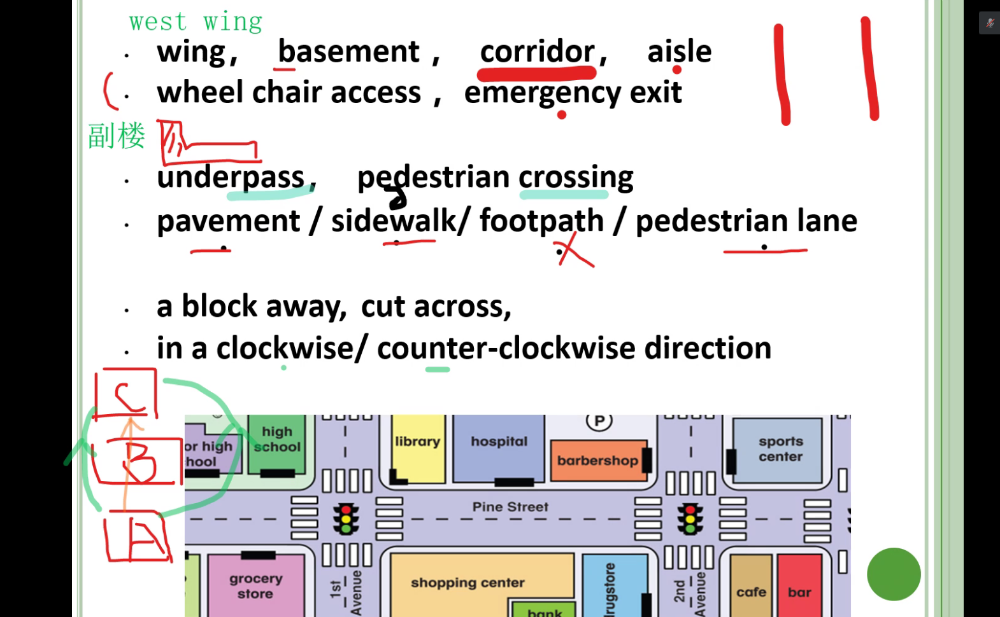 west wing
wing, basement , corridor, aisle
wheel chair access , emergency exit
副楼
underpass, pedestrian crossing
pavement / sidewalk/ footpath / pedestrian lane
a block away, cut across,
in a clockwise/ counter-clockwise direction
C
B
A
high
school
or high
hool
library
hospital
P
barbershop
sports
center
Pine Street
grocery
store
1st
Avenue
shopping center
bank
drugstore
2nd
Avenue
cafe
bar